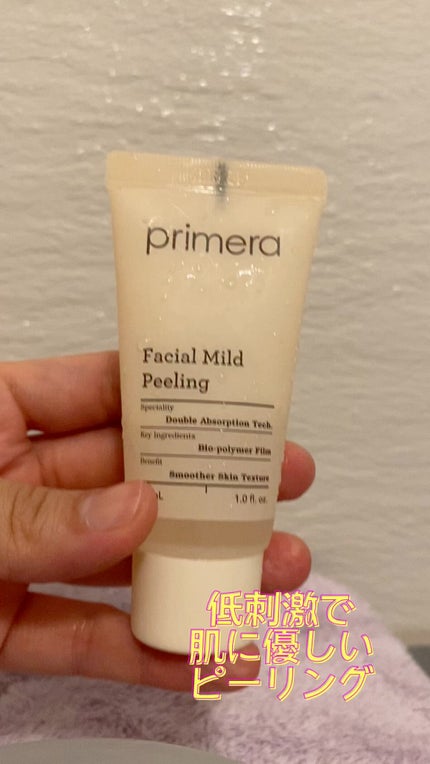 primera
Facial Mild
Peeling
Speciality
Double Absorption Tech.
Key Ingredients
Bio-polymer Film
Benefit
Smoother Skin Texture
1.0 fl. oz.
低刺激で
肌に優しい
ピーリング